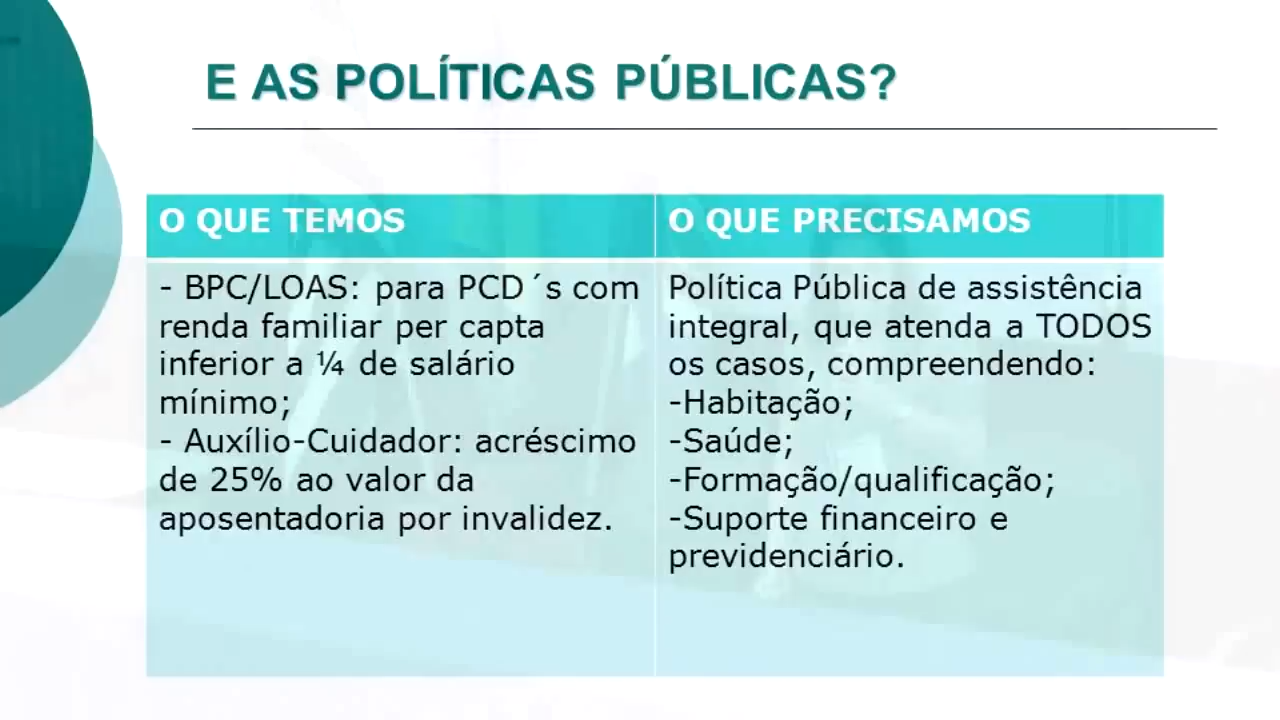 E AS POLÍTICAS PÚBLICAS?
O QUE TEMOS
- BPC/LOAS: para PCD´s com
renda familiar per capta
inferior a ¼ de salário
mínimo;
- Auxílio-Cuidador: acréscimo
de 25% ao valor da
aposentadoria por invalidez.
O QUE PRECISAMOS
Política Pública de assistência
integral, que atenda a TODOS
os casos, compreendendo:
-Habitação;
-Saúde;
-Formação/qualificação;
-Suporte financeiro e
previdenciário.